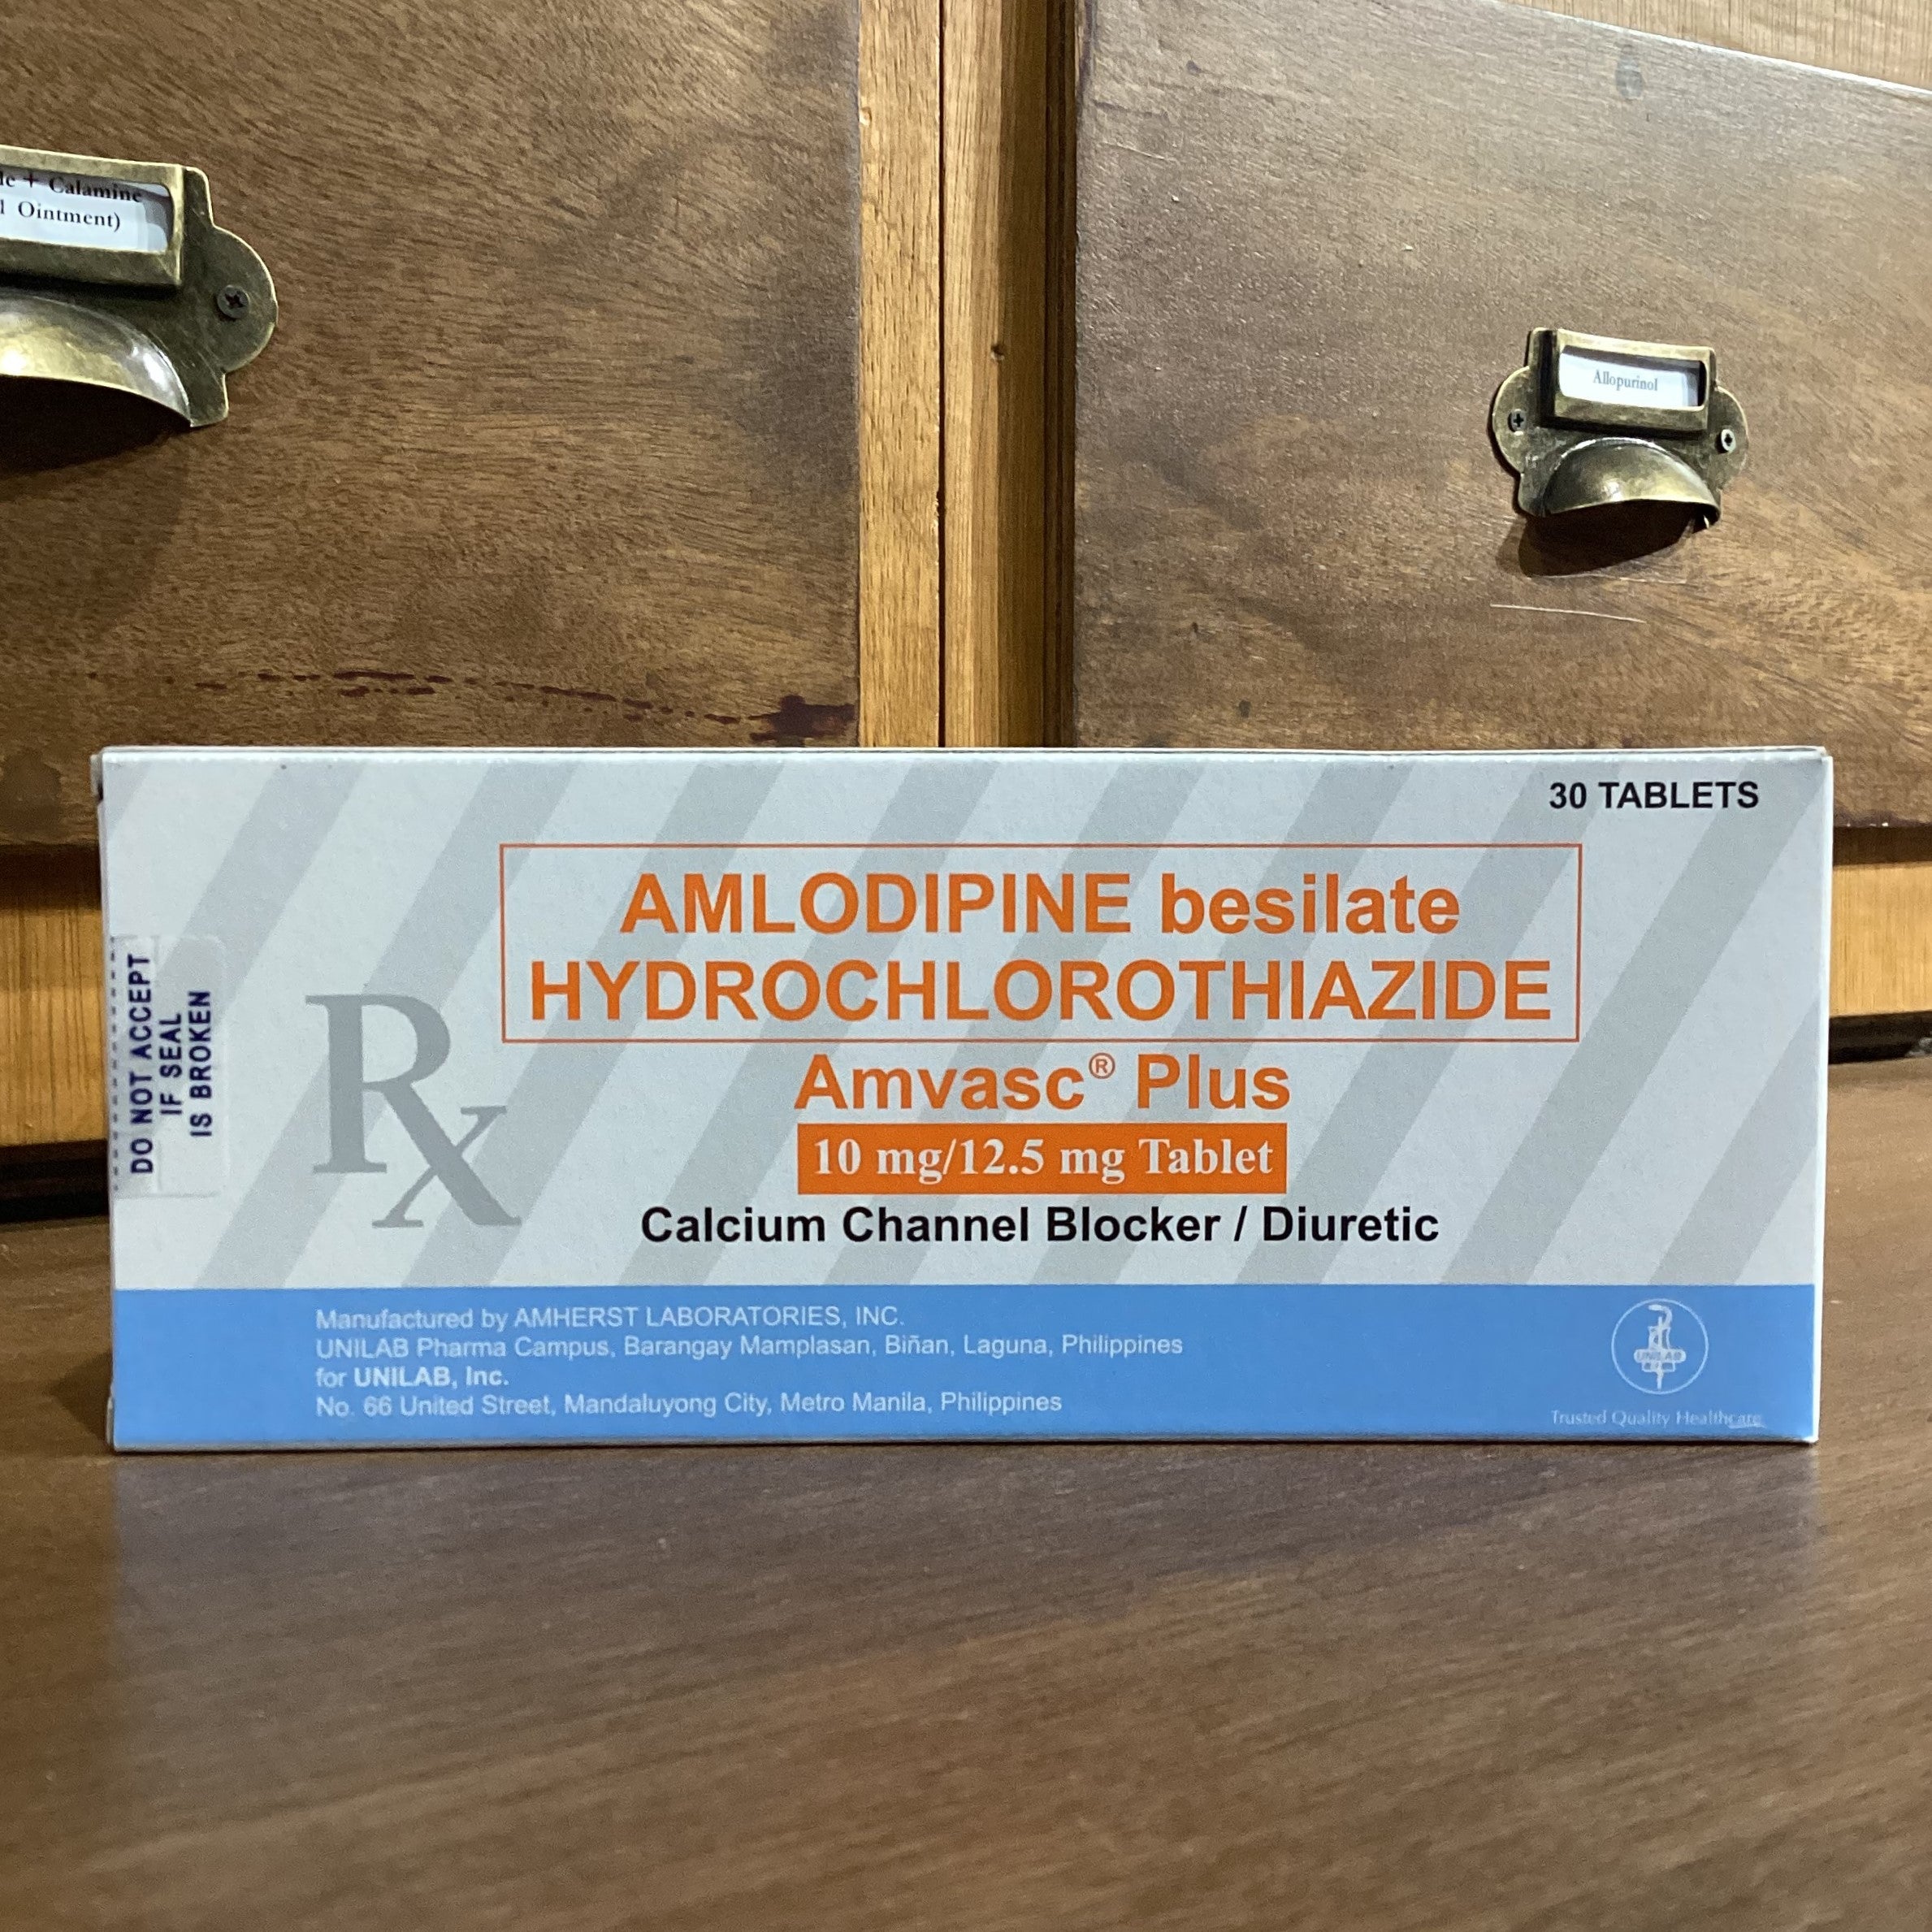 + Calamine
Ointment)
Allopurinol
30 TABLETS
AMLODIPINE besilate
HYDROCHLOROTHIAZIDE
Amvasc® Plus
10 mg/12.5 mg Tablet
Calcium Channel Blocker / Diuretic
Rx
DO NOT ACCEPT
IF SEAL
IS BROKEN
Manufactured by AMHERST LABORATORIES, INC.
UNILAB Pharma Campus, Barangay Mamplasan, Biñan, Laguna, Philippines
for UNILAB, Inc.
No. 66 United Street, Mandaluyong City, Metro Manila, Philippines
UNILAB
Trusted Quality Healthcare